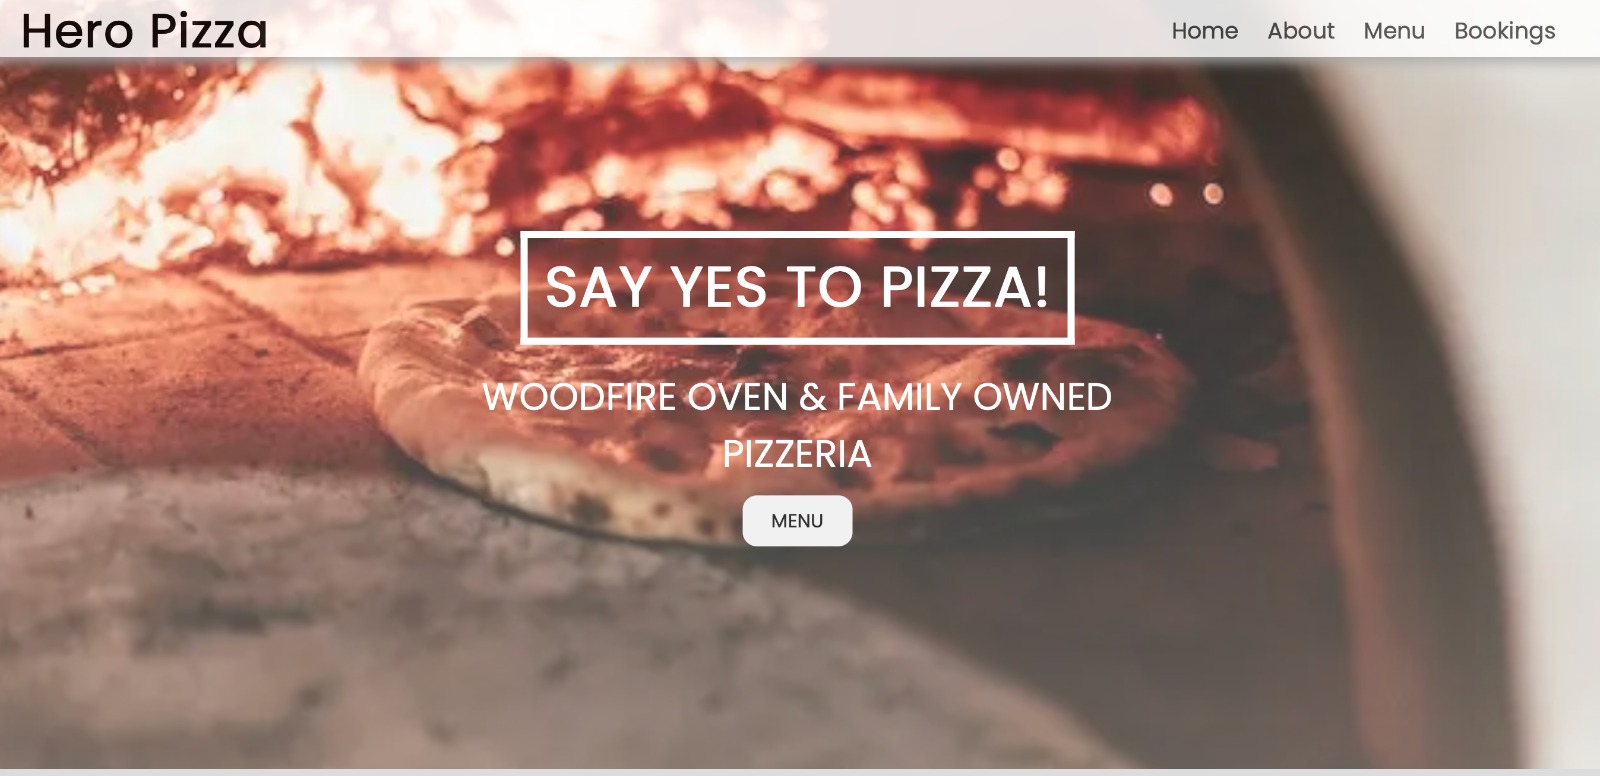 Hero Pizza
Home About Menu Bookings
SAY YES TO PIZZA!
WOODFIRE OVEN & FAMILY OWNED
PIZZERIA
MENU